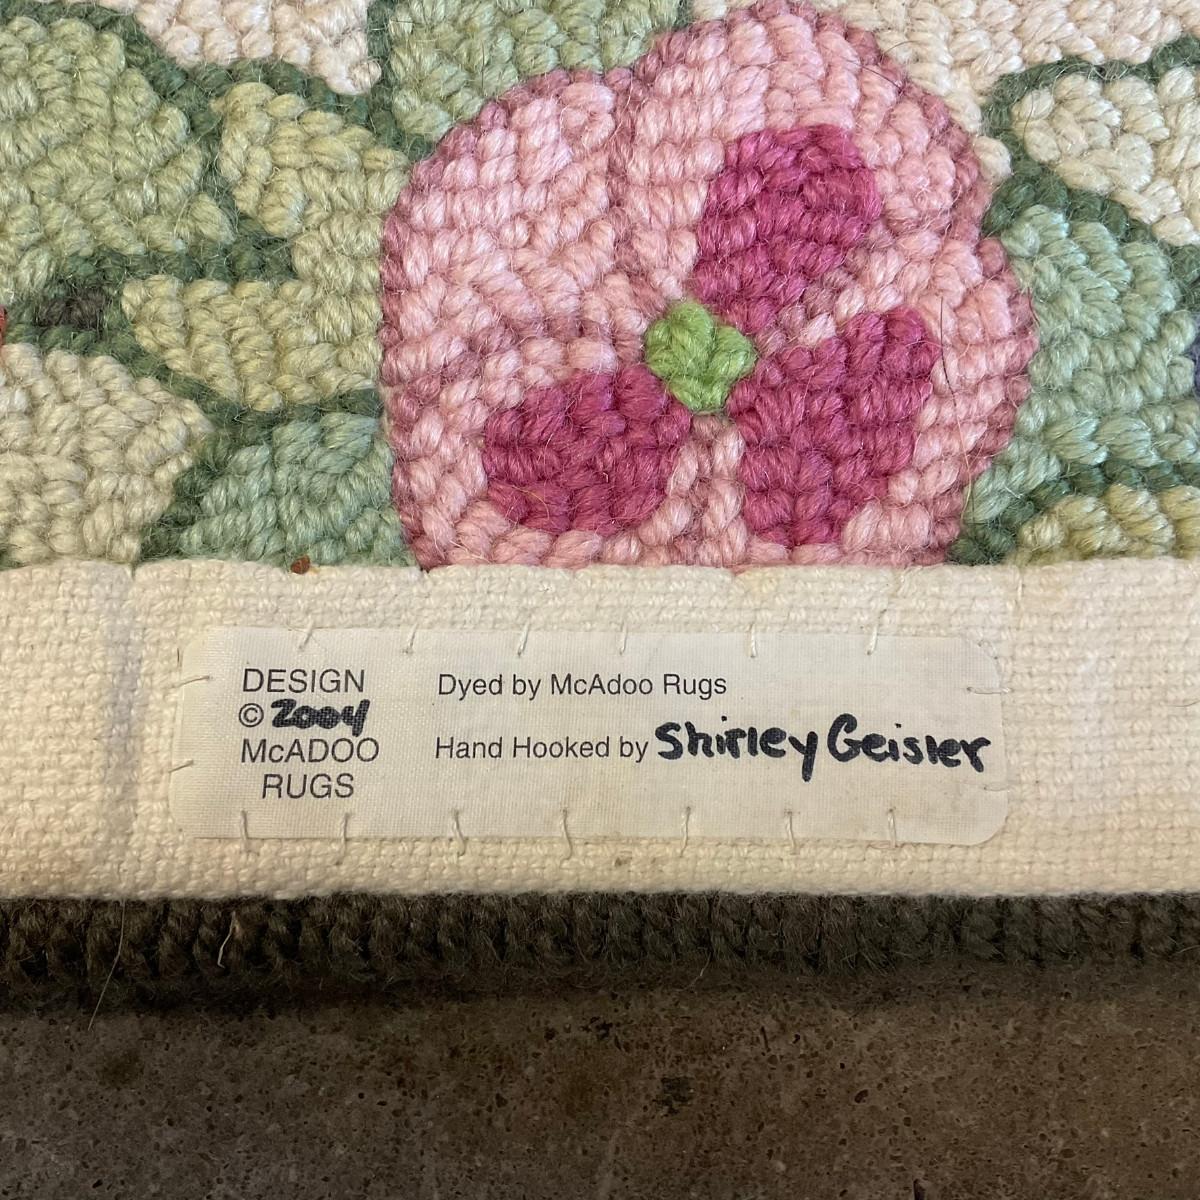 DESIGN
© 2004
McADOO
RUGS
Dyed by McAdoo Rugs
Hand Hooked by Shirley Geisler